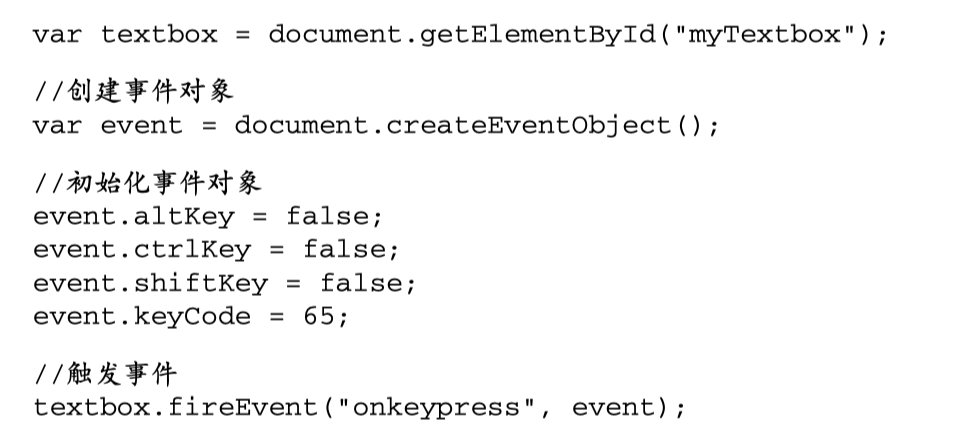 var textbox = document.getElementById("myTextbox");
//创建事件对象
var event = document.createEventObject();
//初始化事件对象
event.altKey = false;
event.ctrlKey = false;
event.shiftKey = false;
event.keyCode = 65;
//触发事件
textbox.fireEvent("onkeypress", event);